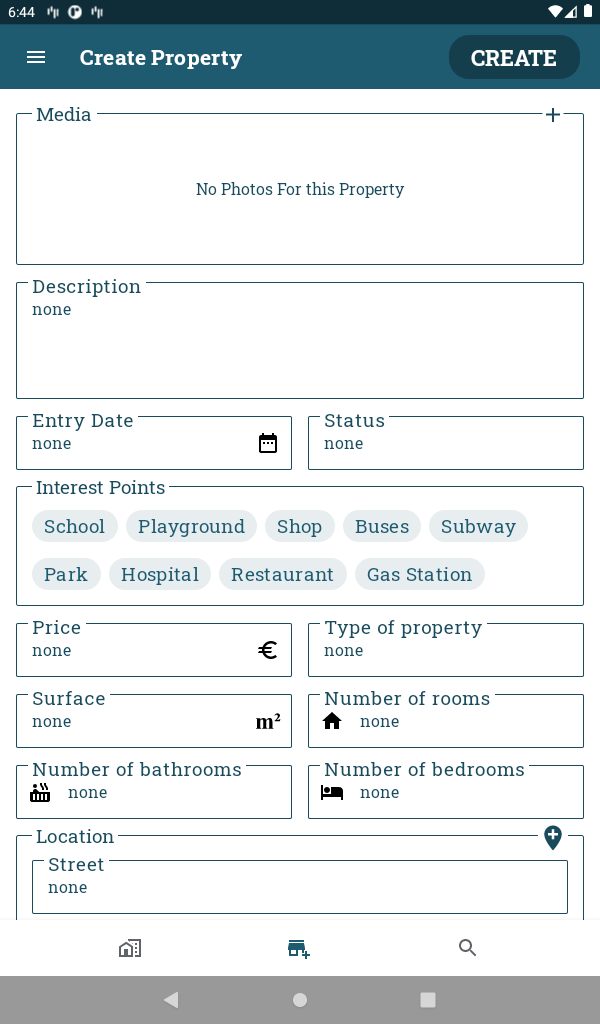 6:44
Create Property
CREATE
Media
No Photos For this Property
Description
none
Entry Date
none
Status
none
Interest Points
School Playground Shop Buses Subway
Park Hospital Restaurant Gas Station
Price
none
€
Type of property
none
Surface
none
m²
Number of rooms
none
Number of bathrooms
none
Number of bedrooms
none
Location
Street
none